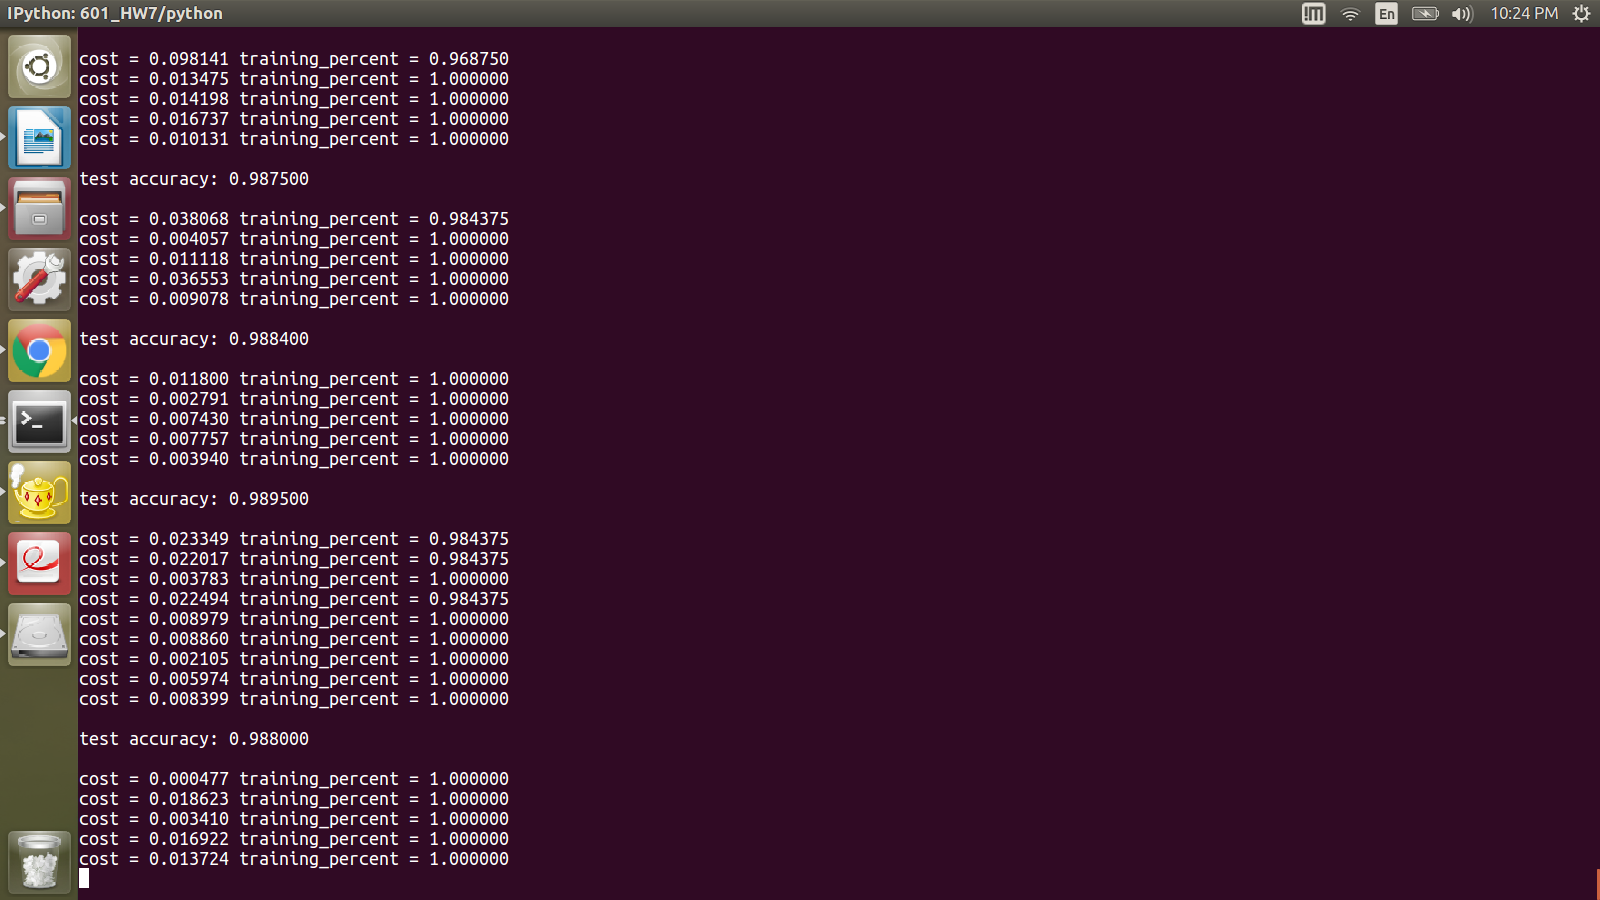 IPython: 601_HW7/python
!M
En
10:24 PM
cost = 0.098141 training_percent = 0.968750
cost = 0.013475 training_percent = 1.000000
cost = 0.014198 training_percent = 1.000000
cost = 0.016737 training_percent = 1.000000
cost = 0.010131 training_percent = 1.000000
test accuracy: 0.987500
cost = 0.038068 training_percent = 0.984375
cost = 0.004057 training_percent = 1.000000
cost = 0.011118 training_percent = 1.000000
cost = 0.036553 training_percent = 1.000000
cost = 0.009078 training_percent = 1.000000
test accuracy: 0.988400
cost = 0.011800 training_percent = 1.000000
cost = 0.002791 training_percent = 1.000000
cost = 0.007430 training_percent = 1.000000
cost = 0.007757 training_percent = 1.000000
cost = 0.003940 training_percent = 1.000000
test accuracy: 0.989500
cost = 0.023349 training_percent = 0.984375
cost = 0.022017 training_percent = 0.984375
cost = 0.003783 training_percent = 1.000000
cost = 0.022494 training_percent = 0.984375
cost = 0.008979 training_percent = 1.000000
cost = 0.008860 training_percent = 1.000000
cost = 0.002105 training_percent = 1.000000
cost = 0.005974 training_percent = 1.000000
cost = 0.008399 training_percent = 1.000000
test accuracy: 0.988000
cost = 0.000477 training_percent = 1.000000
cost = 0.018623 training_percent = 1.000000
cost = 0.003410 training_percent = 1.000000
cost = 0.016922 training_percent = 1.000000
cost = 0.013724 training_percent = 1.000000